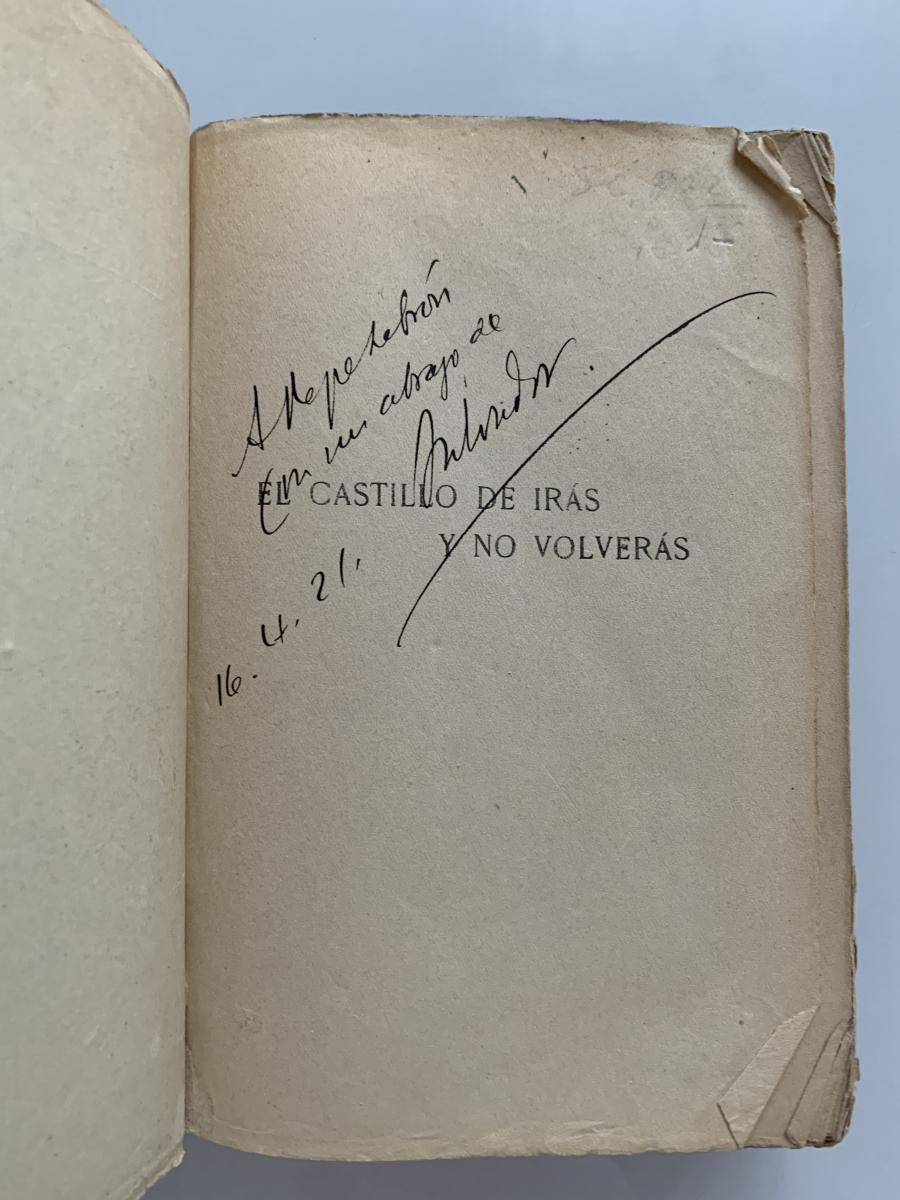 A Pepe Lebrón
con un abrazo de
Salvador.
EL CASTILLO DE IRÁS
Y NO VOLVERÁS
16.4.21.